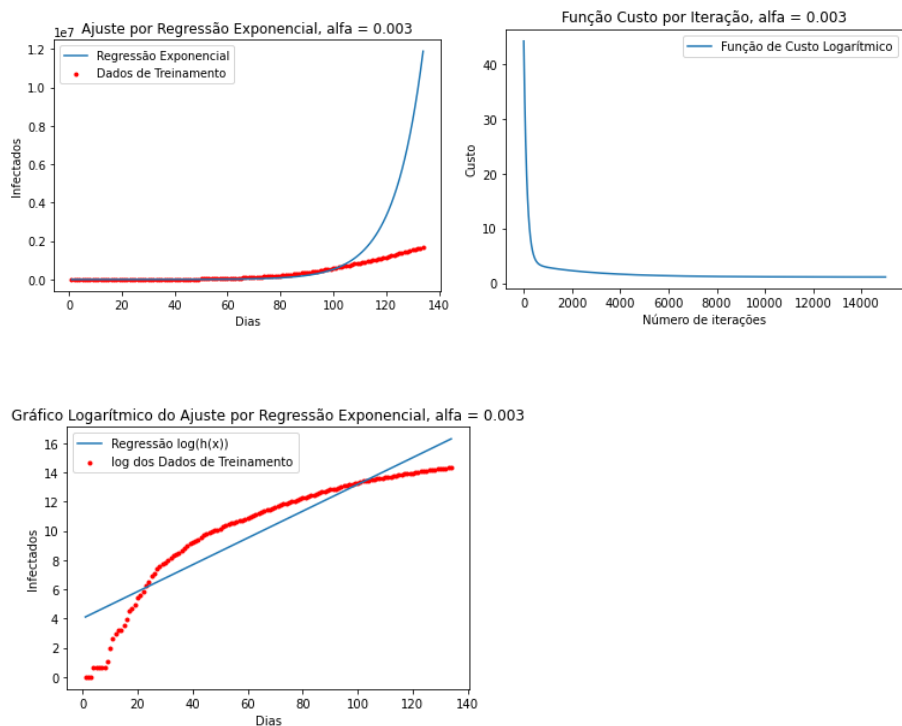 Ajuste por Regressão Exponencial, alfa = 0.003
1e7
Regressão Exponencial
Dados de Treinamento
Infectados
1.2
1.0
0.8
0.6
0.4
0.2
0.0
0 20 40 60 80 100 120 140
Dias
Função Custo por Iteração, alfa = 0.003
Função de Custo Logarítmico
Custo
40
30
20
10
0
0 2000 4000 6000 8000 10000 12000 14000
Número de iterações
Gráfico Logarítmico do Ajuste por Regressão Exponencial, alfa = 0.003
Regressão log(h(x))
log dos Dados de Treinamento
Infectados
16
14
12
10
8
6
4
2
0
0 20 40 60 80 100 120 140
Dias